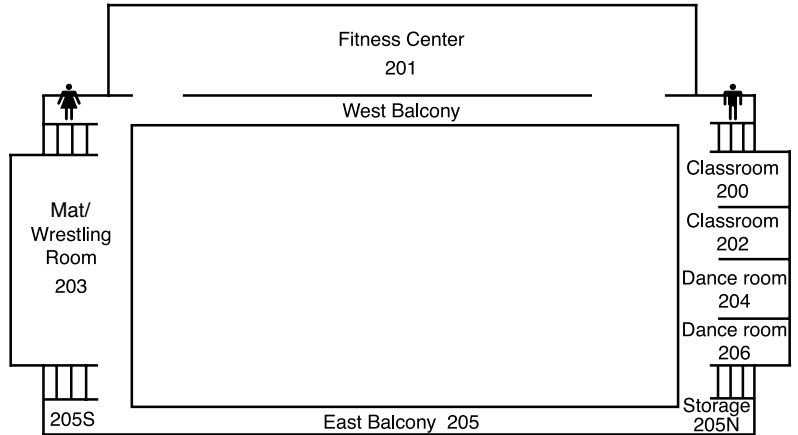 Fitness Center
201
West Balcony
Classroom
200
Classroom
202
Mat/
Wrestling
Room
203
Dance room
204
Dance room
206
205S
East Balcony 205
Storage
205N